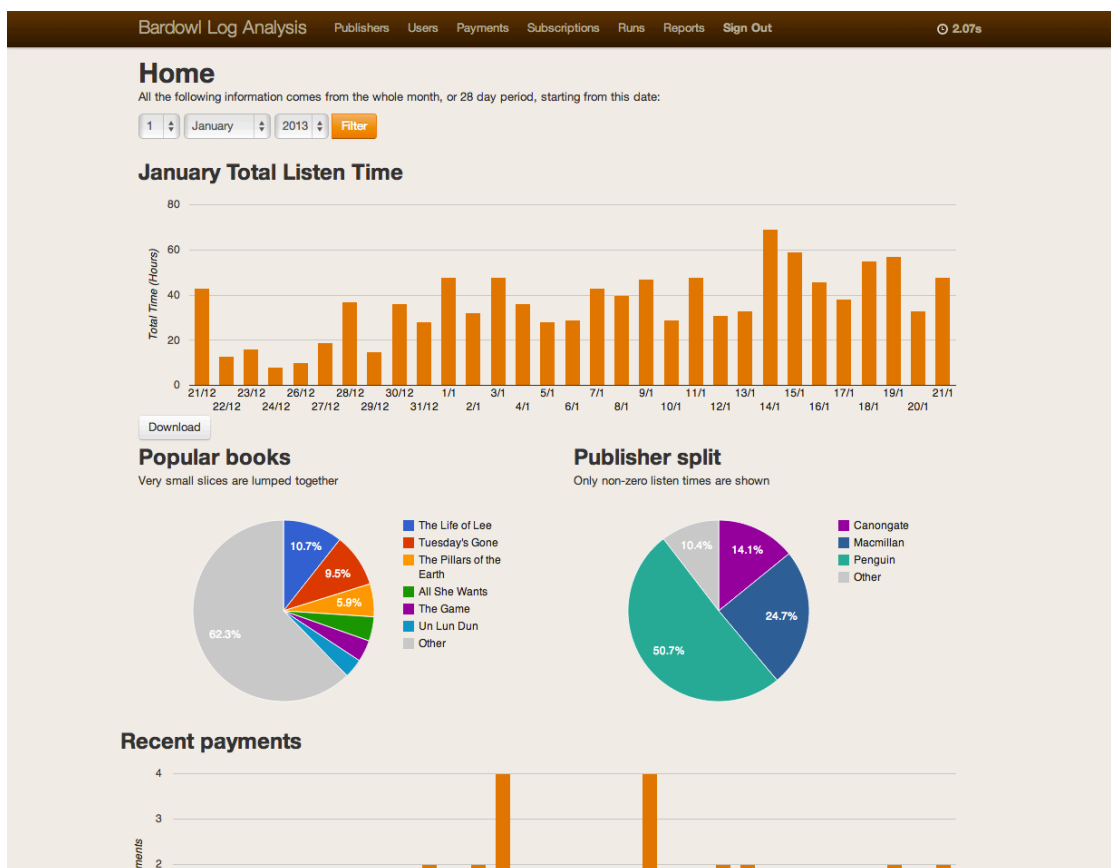 Bardowl Log Analysis Publishers Users Payments Subscriptions Runs Reports Sign Out 2.07s
Home
All the following information comes from the whole month, or 28 day period, starting from this date:
1 January 2013 Filter
January Total Listen Time
80
60
40
20
0
Total Time (Hours)
21/12 23/12 26/12 28/12 30/12 1/1 3/1 5/1 7/1 9/1 11/1 13/1 15/1 17/1 19/1 21/1
22/12 24/12 27/12 29/12 31/12 2/1 4/1 6/1 8/1 10/1 12/1 14/1 16/1 18/1 20/1
Download
Popular books
Very small slices are lumped together
10.7%
9.5%
5.9%
62.3%
The Life of Lee
Tuesday's Gone
The Pillars of the
Earth
All She Wants
The Game
Un Lun Dun
Other
Publisher split
Only non-zero listen times are shown
10.4%
14.1%
24.7%
50.7%
Canongate
Macmillan
Penguin
Other
Recent payments
4
3
2